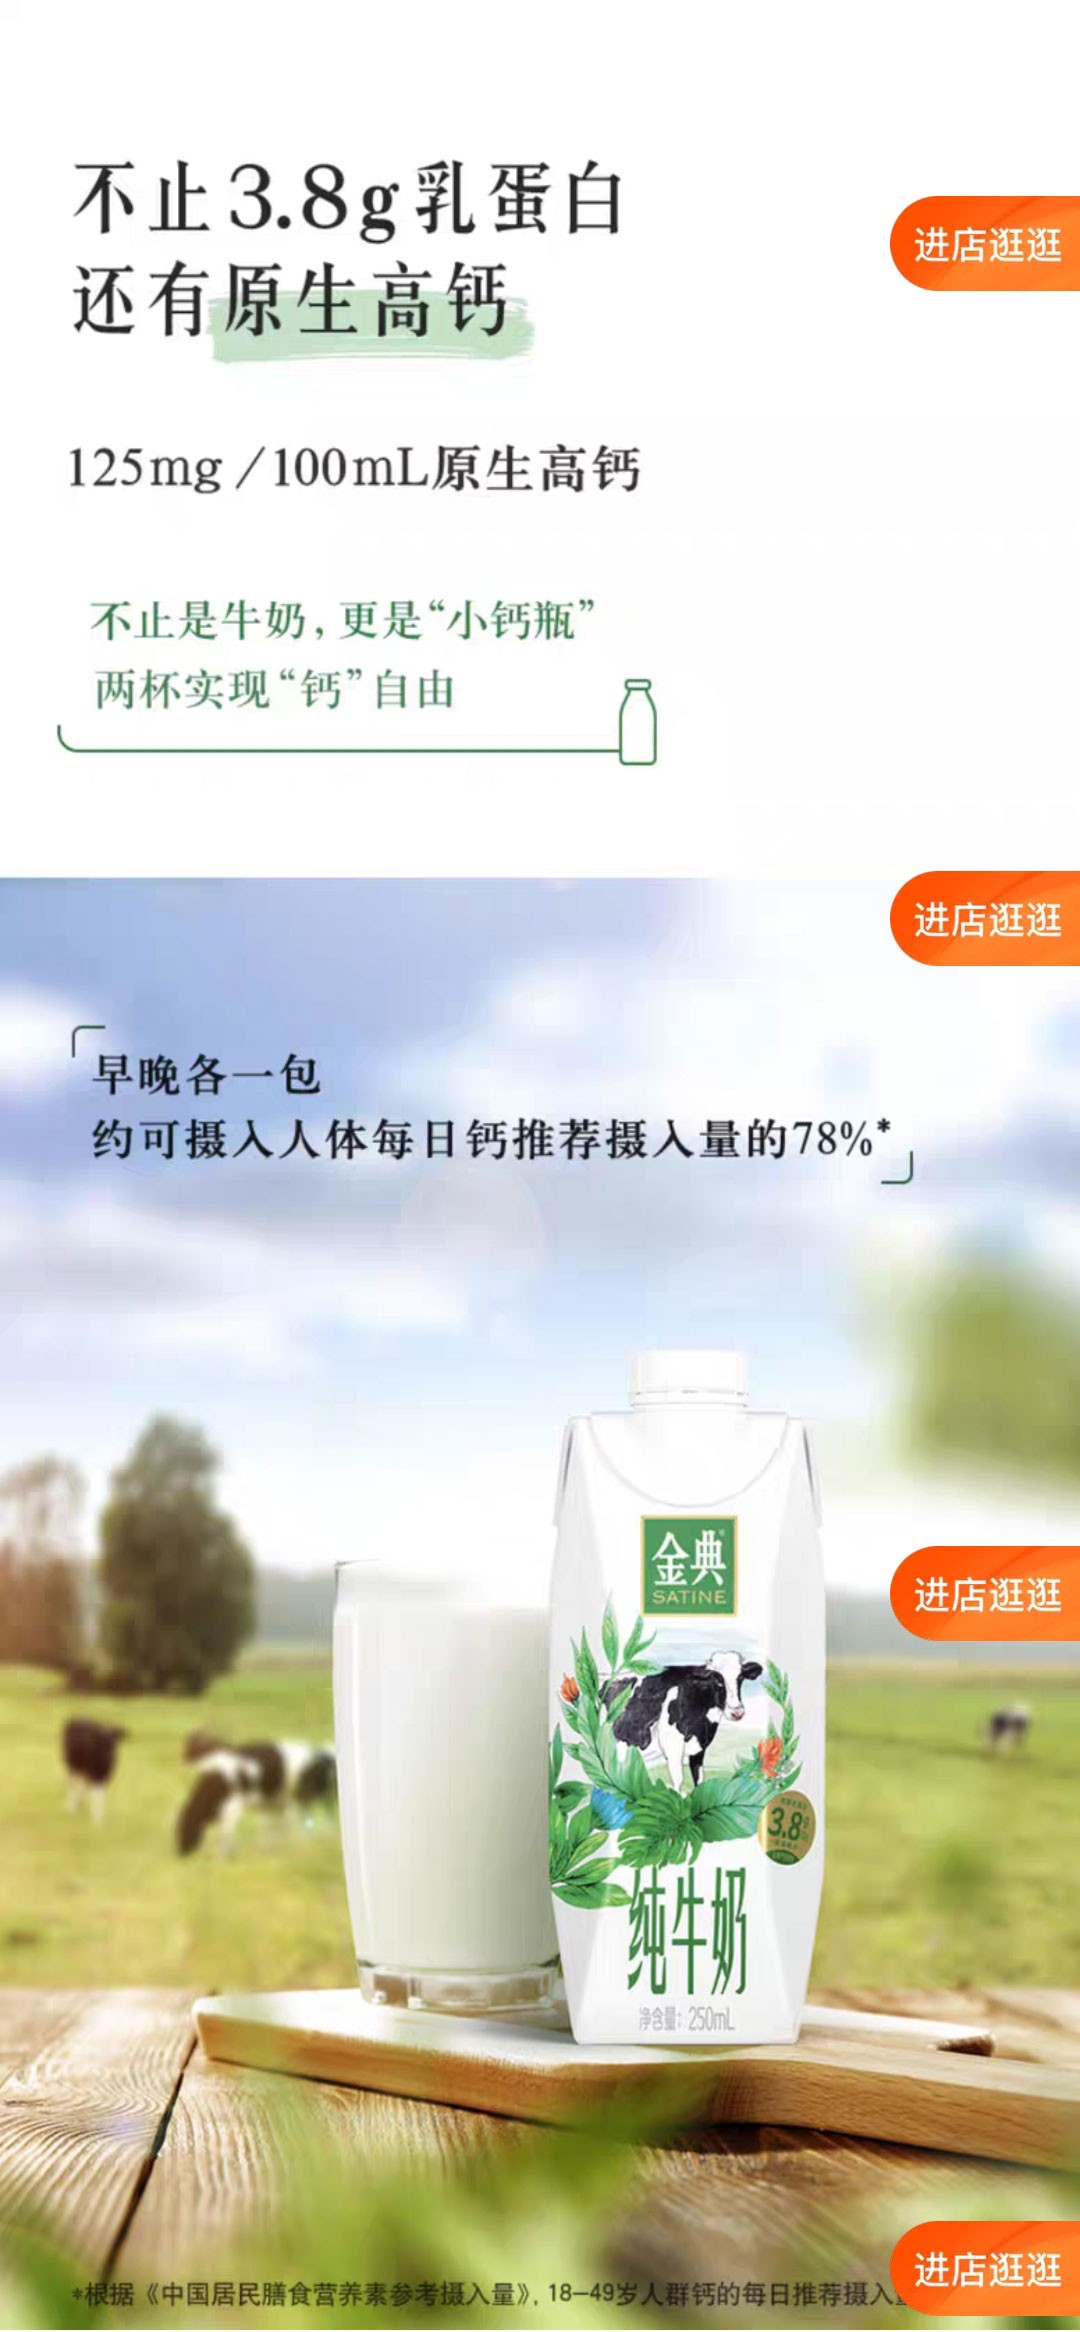 不止3.8g乳蛋白
进店逛逛
还有原生高钙
125mg/100mL原生高钙
不止是牛奶,更是“小钙瓶”
两杯实现“钙”自由
进店逛逛
早晚各一包
约可摄入人体每日钙推荐摄入量的78%*
金典
SATINE
进店逛逛
3.8g
纯牛奶
净含量:250mL
进店逛逛
*根据《中国居民膳食营养素参考摄入量》,18-49岁人群钙的每日推荐摄入